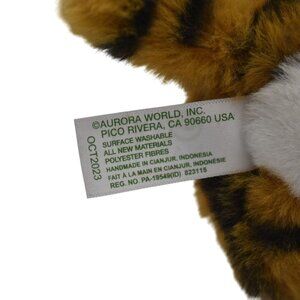 ©AURORA WORLD, INC.
PICO RIVERA, CA 90660 USA
SURFACE WASHABLE
ALL NEW MATERIALS
POLYESTER FIBRES
HANDMADE IN CIANJUR, INDONESIA
FAIT À LA MAIN EN CIANJUR, INDONESIE
REG. NO. PA-19549(ID) 823115
OCT2023